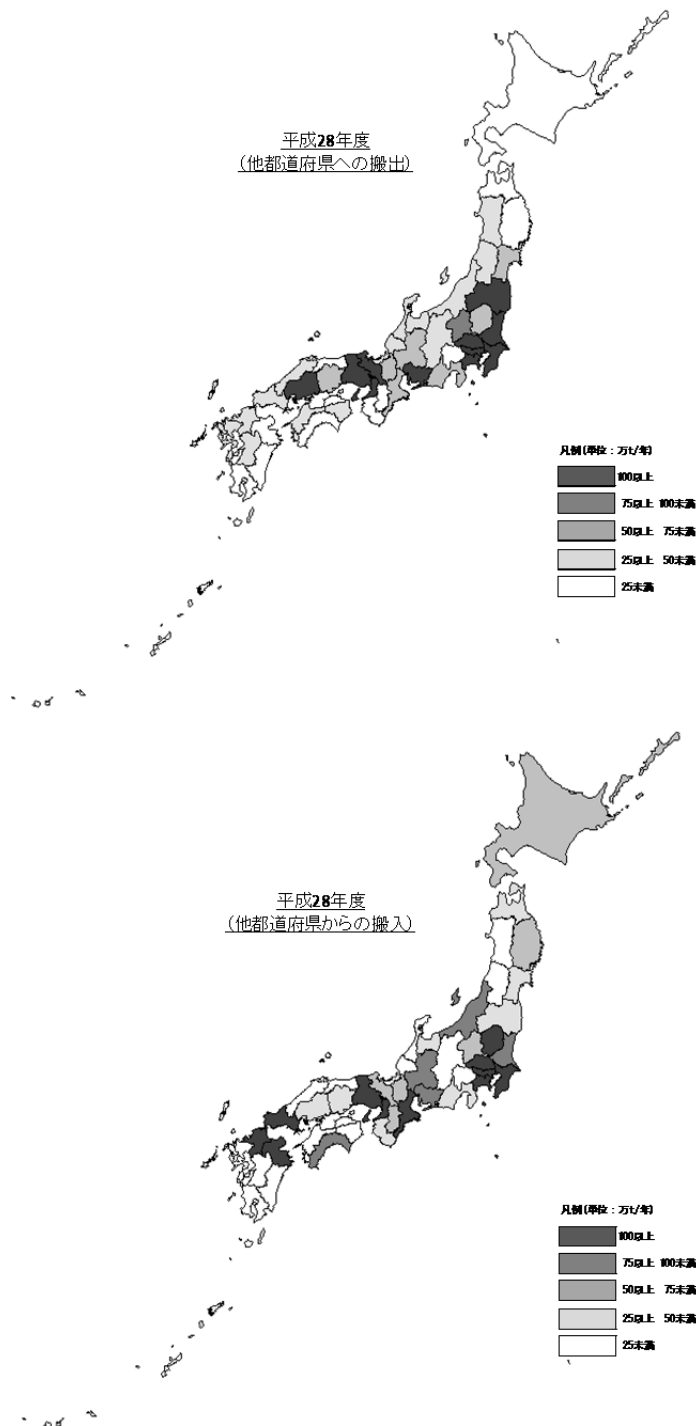 平成28年度
（他都道府県への搬出）
凡例（単位：万t/年）
100以上
75以上 100未満
50以上 75未満
25以上 50未満
25未満
平成28年度
（他都道府県からの搬入）
凡例（単位：万t/年）
100以上
75以上 100未満
50以上 75未満
25以上 50未満
25未満